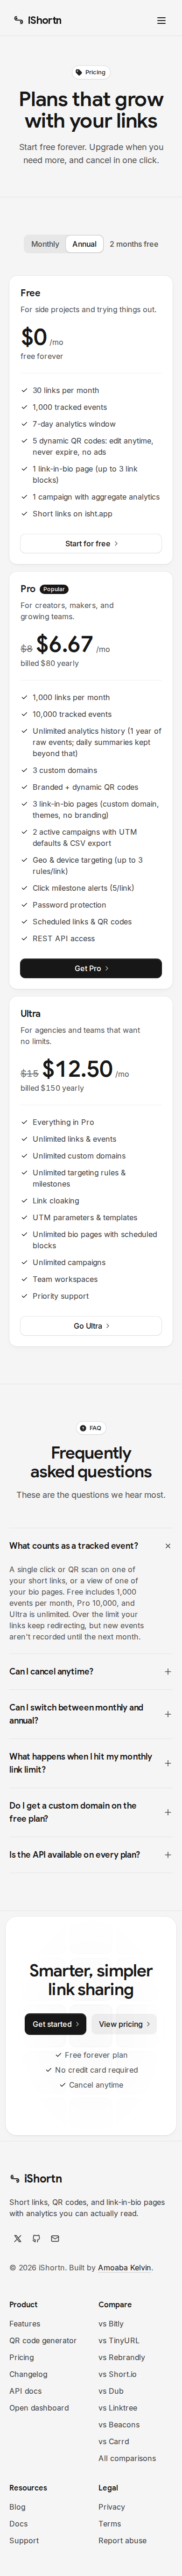 iShortn
Pricing
Plans that grow
with your links
Start free forever. Upgrade when you
need more, and cancel in one click.
Monthly Annual 2 months free
Free
For side projects and trying things out.
$0 /mo
free forever
30 links per month
1,000 tracked events
7-day analytics window
5 dynamic QR codes: edit anytime,
never expire, no ads
1 link-in-bio page (up to 3 link
blocks)
1 campaign with aggregate analytics
Short links on isht.app
Start for free
Pro Popular
For creators, makers, and
growing teams.
$8 $6.67 /mo
billed $80 yearly
1,000 links per month
10,000 tracked events
Unlimited analytics history (1 year of
raw events; daily summaries kept
beyond that)
3 custom domains
Branded + dynamic QR codes
3 link-in-bio pages (custom domain,
themes, no branding)
2 active campaigns with UTM
defaults & CSV export
Geo & device targeting (up to 3
rules/link)
Click milestone alerts (5/link)
Password protection
Scheduled links & QR codes
REST API access
Get Pro
Ultra
For agencies and teams that want
no limits.
$15 $12.50 /mo
billed $150 yearly
Everything in Pro
Unlimited links & events
Unlimited custom domains
Unlimited targeting rules &
milestones
Link cloaking
UTM parameters & templates
Unlimited bio pages with scheduled
blocks
Unlimited campaigns
Team workspaces
Priority support
Go Ultra
FAQ
Frequently
asked questions
These are the questions we hear most.
What counts as a tracked event?
A single click or QR scan on one of
your short links, or a view of one of
your bio pages. Free includes 1,000
events per month, Pro 10,000, and
Ultra is unlimited. Over the limit your
links keep redirecting, but new events
aren't recorded until the next month.
Can I cancel anytime?
Can I switch between monthly and
annual?
What happens when I hit my monthly
link limit?
Do I get a custom domain on the
free plan?
Is the API available on every plan?
Smarter, simpler
link sharing
Get started View pricing
Free forever plan
No credit card required
Cancel anytime
iShortn
Short links, QR codes, and link-in-bio pages
with analytics you can actually read.
© 2026 iShortn. Built by Amoaba Kelvin.
Product
Features
QR code generator
Pricing
Changelog
API docs
Open dashboard
Compare
vs Bitly
vs TinyURL
vs Rebrandly
vs Short.io
vs Dub
vs Linktree
vs Beacons
vs Carrd
All comparisons
Resources
Blog
Docs
Support
Legal
Privacy
Terms
Report abuse